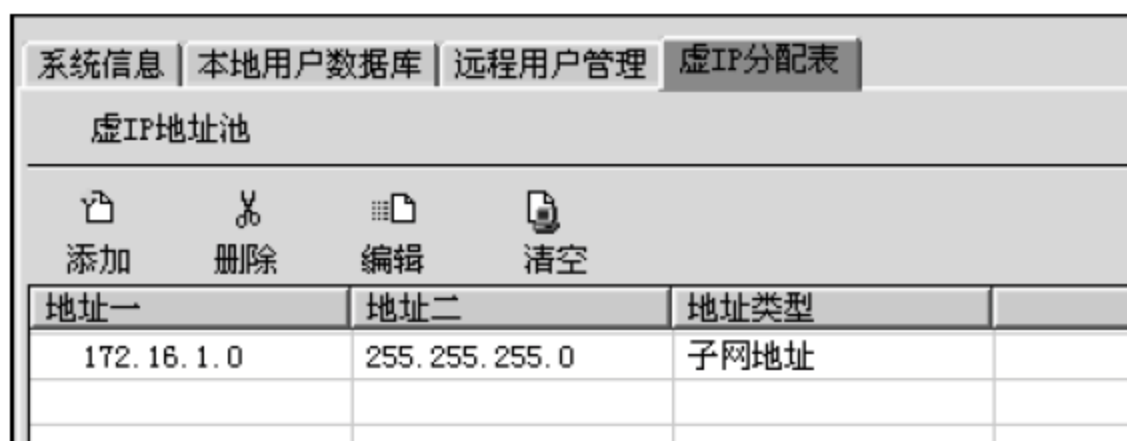 系统信息 本地用户数据库 远程用户管理 虚IP分配表
虚IP地址池
添加 删除 编辑 清空
地址一 地址二 地址类型
172.16.1.0 255.255.255.0 子网地址